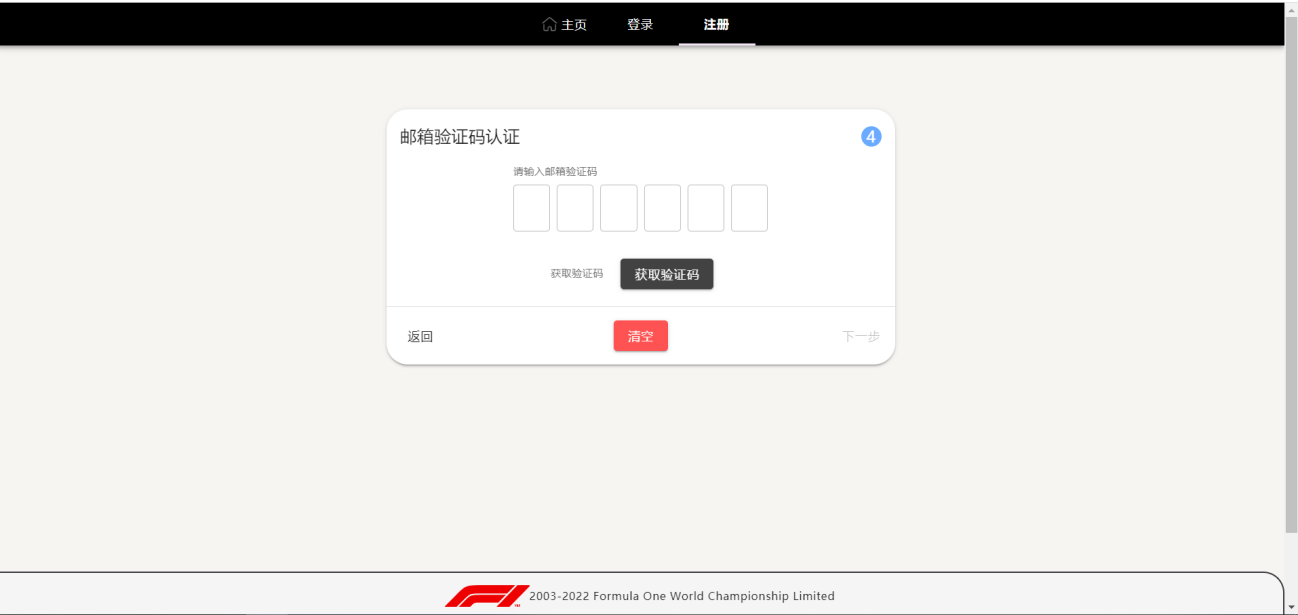 主页 登录 注册
邮箱验证码认证 4
请输入邮箱验证码
获取验证码 获取验证码
返回 清空 下一步
2003-2022 Formula One World Championship Limited